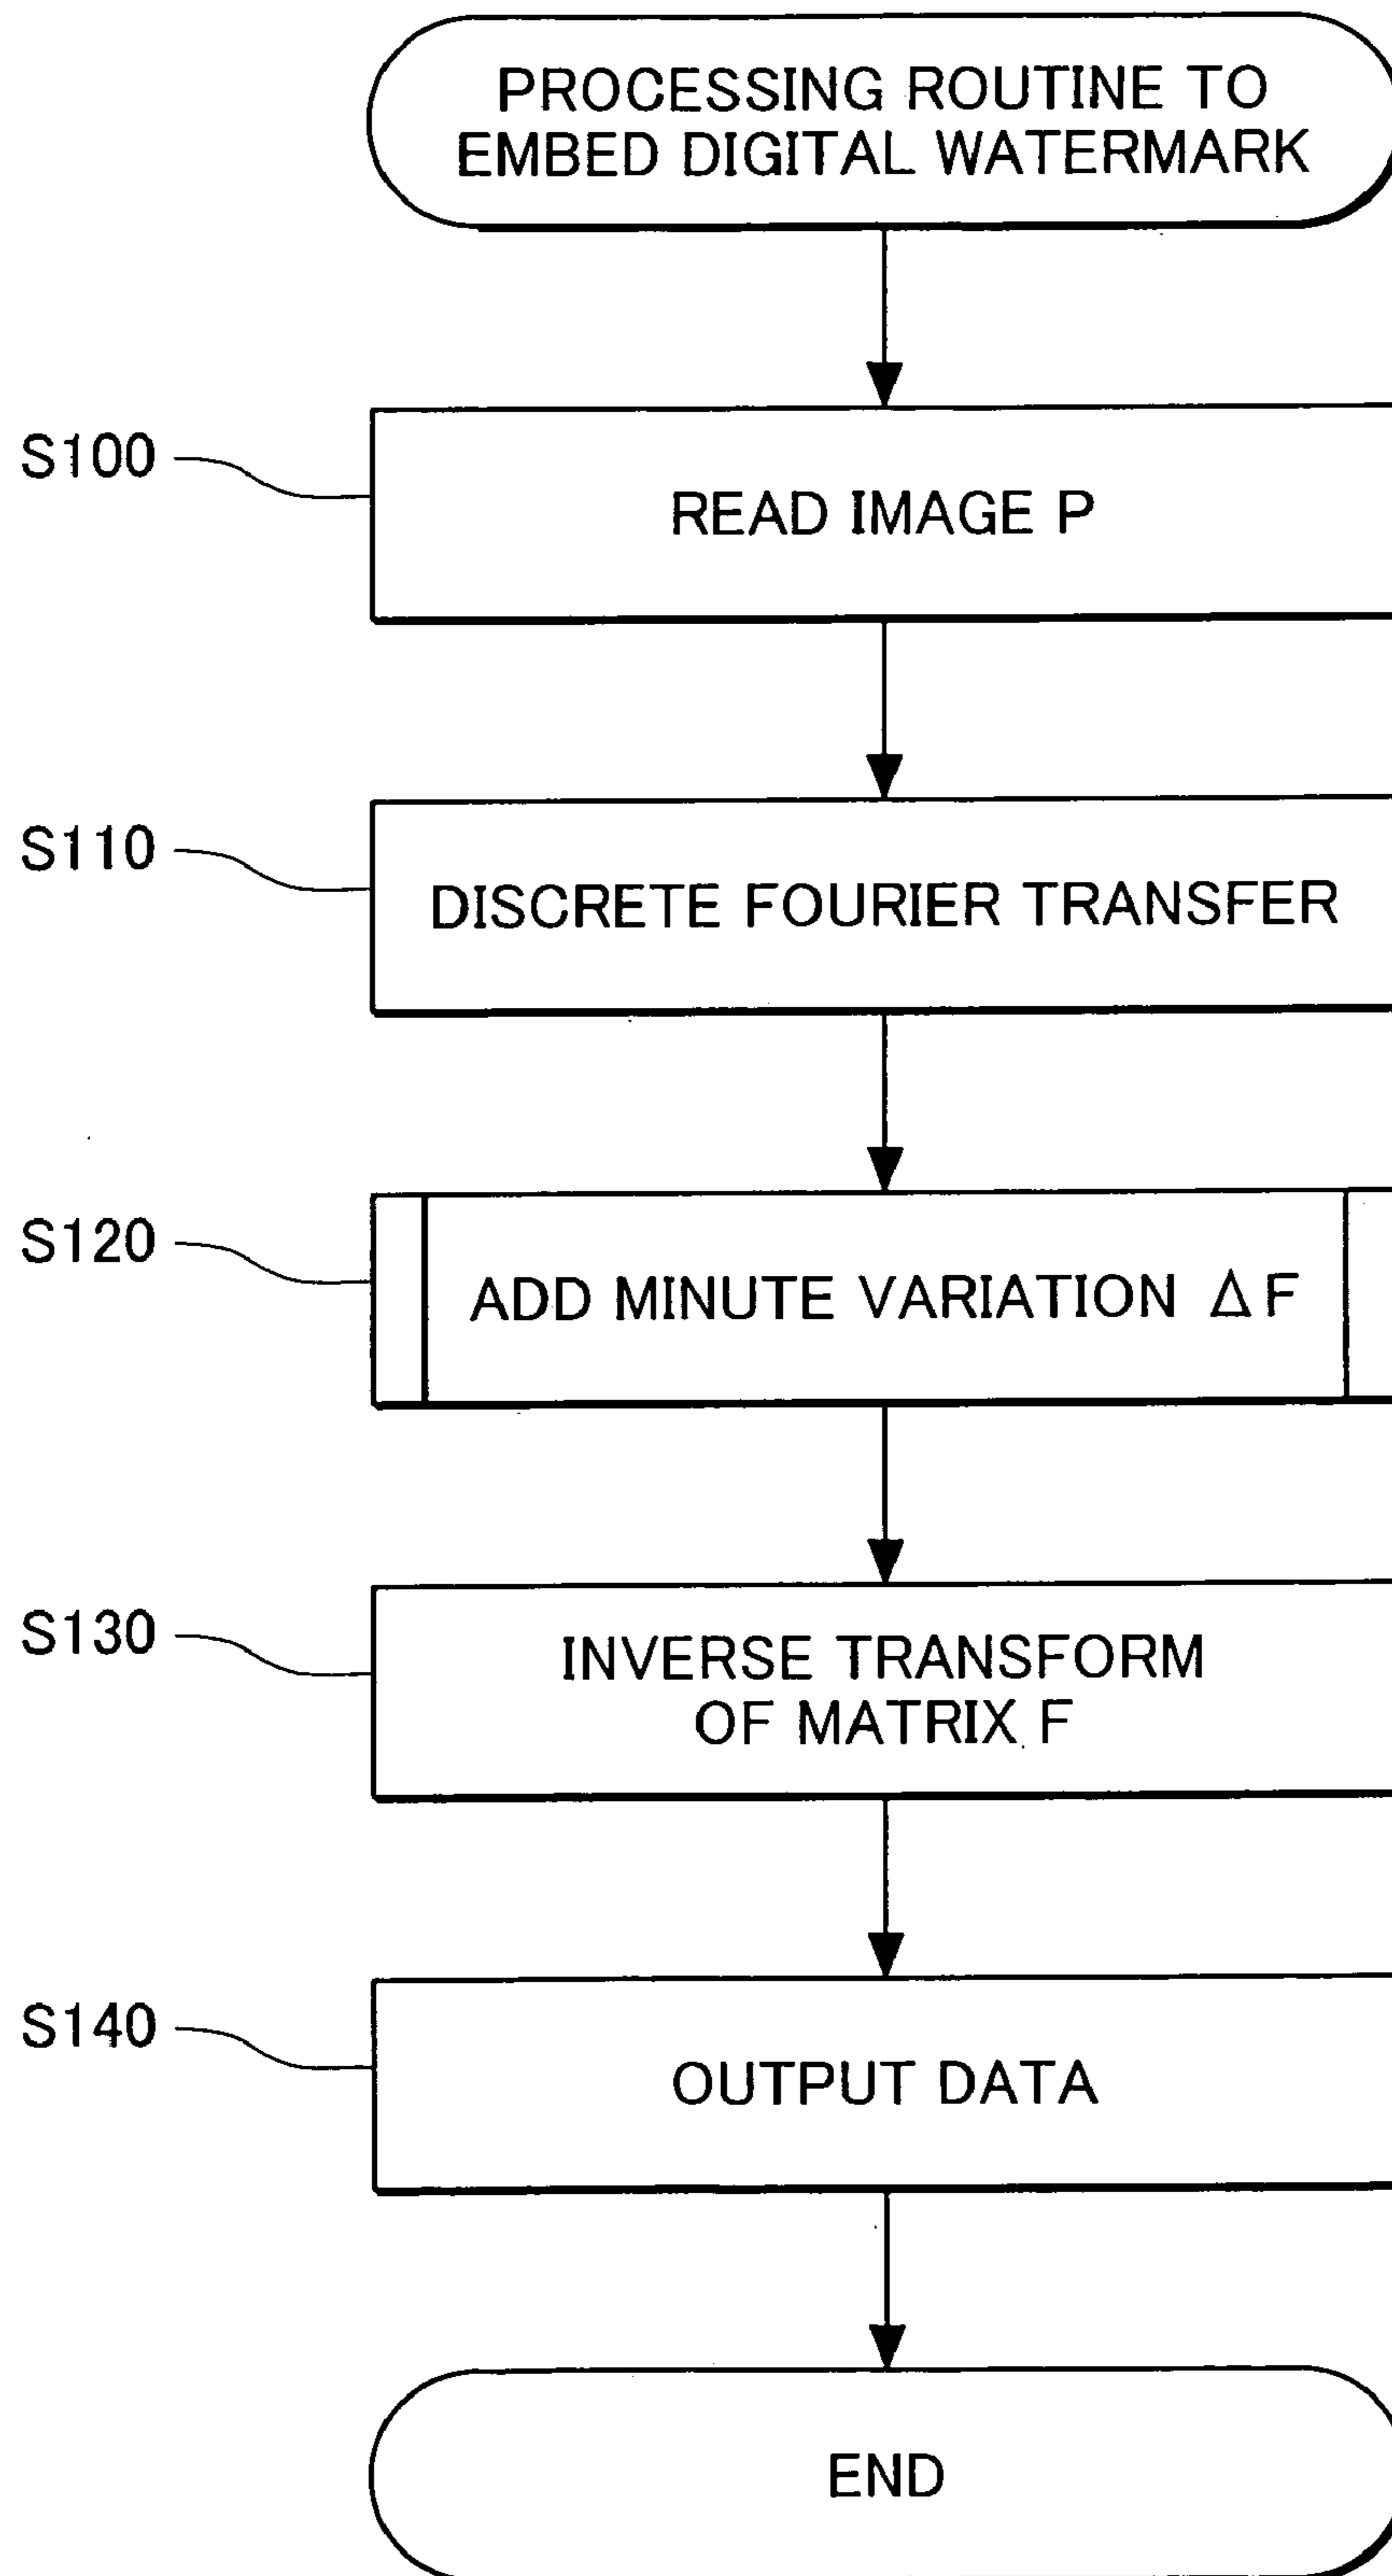 PROCESSING ROUTINE TO
EMBED DIGITAL WATERMARK
S100
READ IMAGE P
S110
DISCRETE FOURIER TRANSFER
S120
ADD MINUTE VARIATION ΔF
S130
INVERSE TRANSFORM
OF MATRIX F
S140
OUTPUT DATA
END